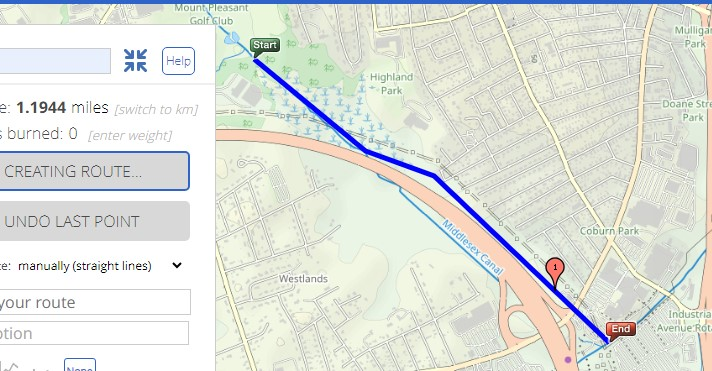 Mount Pleasant
Golf Club
Start
Help
Highland
Park
e: 1.1944 miles [switch to km]
s burned: 0 [enter weight]
CREATING ROUTE...
UNDO LAST POINT
te: manually (straight lines)
your route
ption
None
Middlesex Canal
Westlands
1
End
Coburn Park
Mulliga
Park
Doane Stre
Park
Industria
Avenue Rota